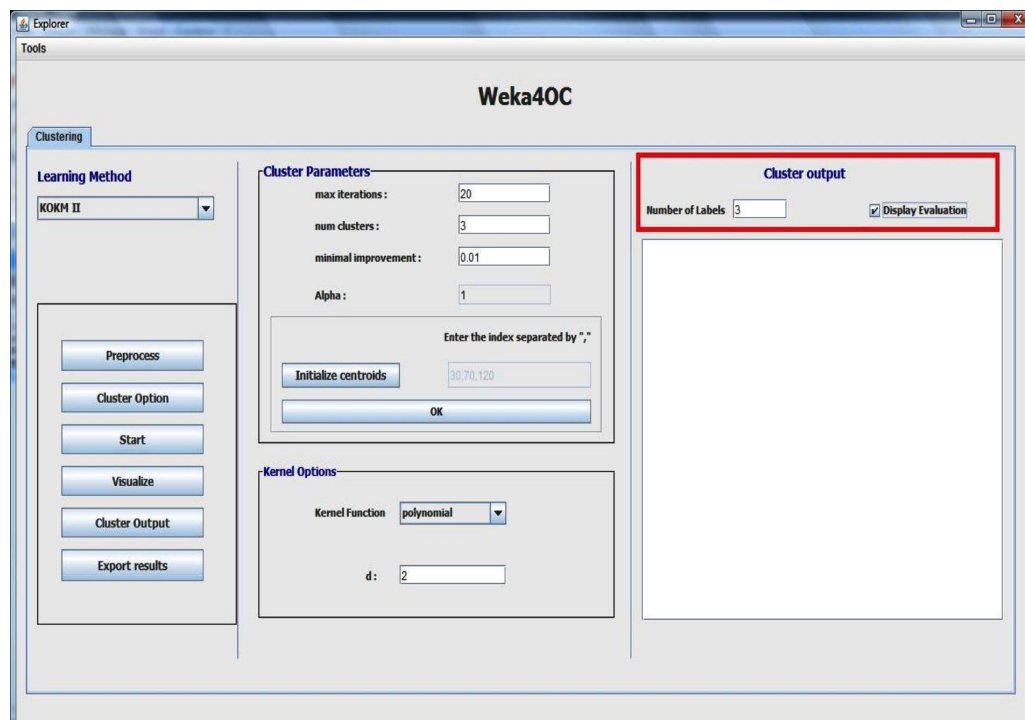 Explorer
Tools
Weka4OC
Clustering
Learning Method
KOKM II
Preprocess
Cluster Option
Start
Visualize
Cluster Output
Export results
Cluster Parameters
max iterations : 20
num clusters : 3
minimal improvement : 0.01
Alpha : 1
Enter the index separated by ","
Initialize centroids 30,70,120
OK
Kernel Options
Kernel Function polynomial
d : 2
Cluster output
Number of Labels 3 Display Evaluation